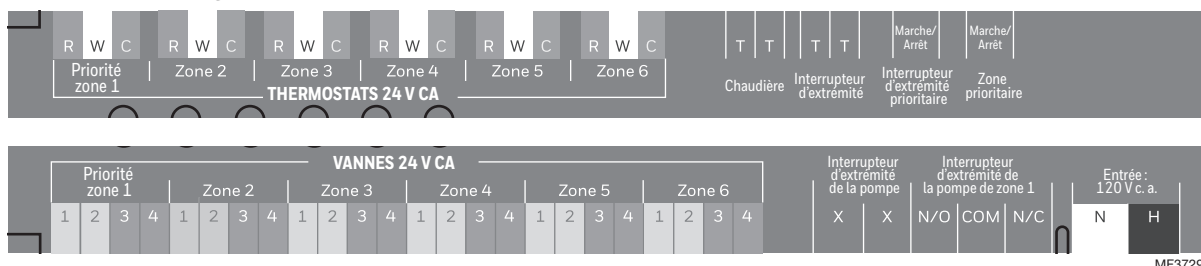 R W C R W C R W C R W C R W C R W C T T T T Marche/ Arrêt Marche/ Arrêt
Priorité zone 1 Zone 2 Zone 3 Zone 4 Zone 5 Zone 6
THERMOSTATS 24 V CA
Chaudière
Interrupteur
d'extrémité
Interrupteur
d'extrémité
prioritaire
Zone
prioritaire
VANNES 24 V CA
Priorité
zone 1
Zone 2 Zone 3 Zone 4 Zone 5 Zone 6
1 2 3 4 1 2 3 4 1 2 3 4 1 2 3 4 1 2 3 4 1 2 3 4
Interrupteur
d'extrémité
de la pompe
Interrupteur
d'extrémité de
la pompe de zone 1
Entrée :
120 V c. a.
X X N/O COM N/C N H